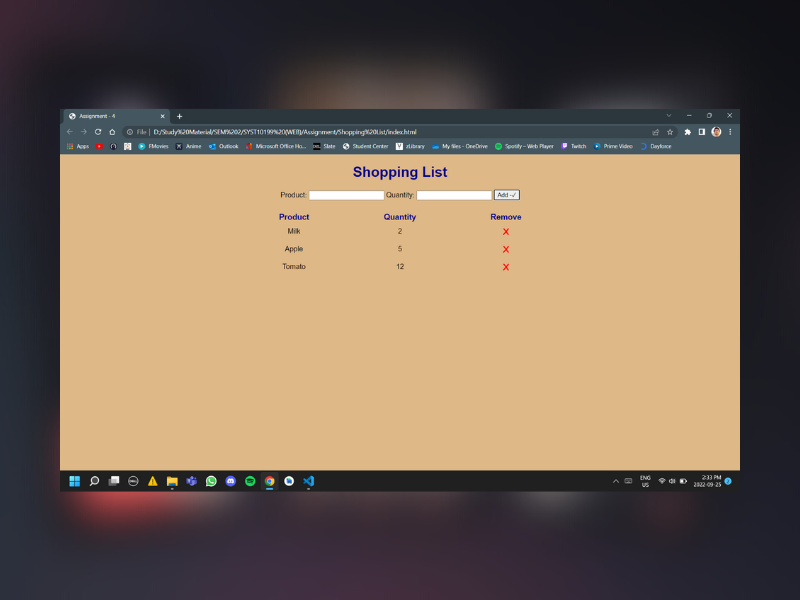 Assignment - 4
File | D:/Study%20Material/SEM%202/SYST10199%20(WEB)/Assignment/Shopping%20List/index.html
Apps FMovies Anime Outlook Microsoft Office Ho... Slate Student Center zLibrary My files - OneDrive Spotify – Web Player Twitch Prime Video Dayforce
Shopping List
Product: Quantity: Add -√
Product Quantity Remove
Milk 2 X
Apple 5 X
Tomato 12 X
ENG 2:33 PM
US 2022-09-25